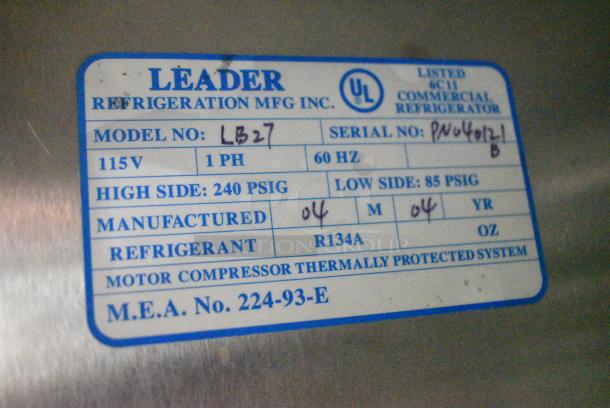 LEADER
REFRIGERATION MFG INC.
UL
LISTED
6C11
COMMERCIAL
REFRIGERATOR
MODEL NO: LB27 SERIAL NO: PN040121
B
115V 1 PH 60 HZ
HIGH SIDE: 240 PSIG LOW SIDE: 85 PSIG
MANUFACTURED 04 M 04 YR
REFRIGERANT R134A OZ
AUCTION GROUP
MOTOR COMPRESSOR THERMALLY PROTECTED SYSTEM
M.E.A. No. 224-93-E